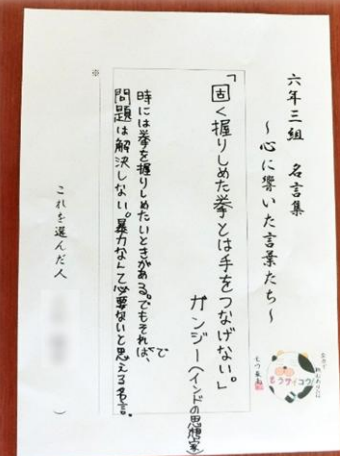 六年三組 名言集
～心に響いた言葉たち～
「固く握りしめた拳とは手をつなげない。」
ガンジー(インドの思想家)
時には拳を握りしめたいときがある。でもそれば、で
問題は解決しない。暴力なんて必要ないと思える名言。
※
これを選んだ人
)